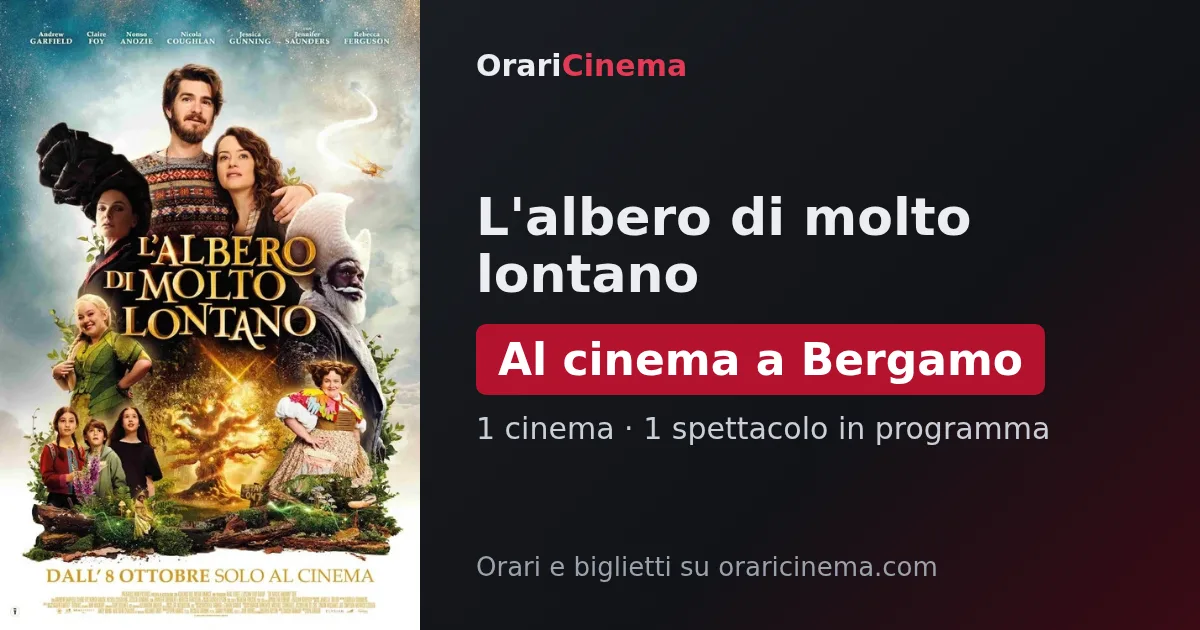 Andrew GARFIELD
Claire FOY
Nonso ANOZIE
Nicola COUGHLAN
Jessica GUNNING
Jennifer SAUNDERS
Rebecca FERGUSON
L'ALBERO
DI MOLTO
LONTANO
DALL' 8 OTTOBRE SOLO AL CINEMA
OrariCinema
L'albero di molto
lontano
Al cinema a Bergamo
1 cinema · 1 spettacolo in programma
Orari e biglietti su oraricinema.com